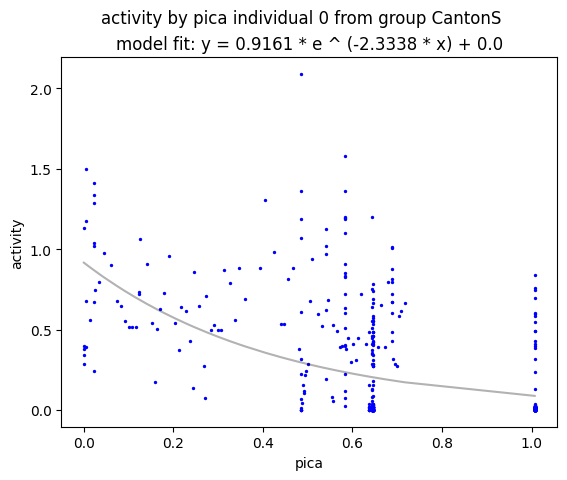 activity by pica individual 0 from group CantonS
model fit: y = 0.9161 * e ^ (-2.3338 * x) + 0.0
2.0
1.5
1.0
0.5
0.0
activity
0.0 0.2 0.4 0.6 0.8 1.0
pica